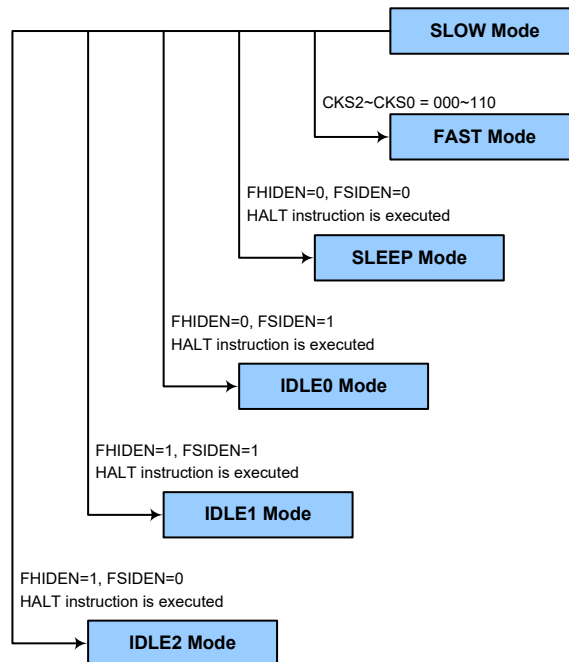 SLOW Mode
CKS2~CKS0 = 000~110
FAST Mode
FHIDEN=0, FSIDEN=0
HALT instruction is executed
SLEEP Mode
FHIDEN=0, FSIDEN=1
HALT instruction is executed
IDLE0 Mode
FHIDEN=1, FSIDEN=1
HALT instruction is executed
IDLE1 Mode
FHIDEN=1, FSIDEN=0
HALT instruction is executed
IDLE2 Mode